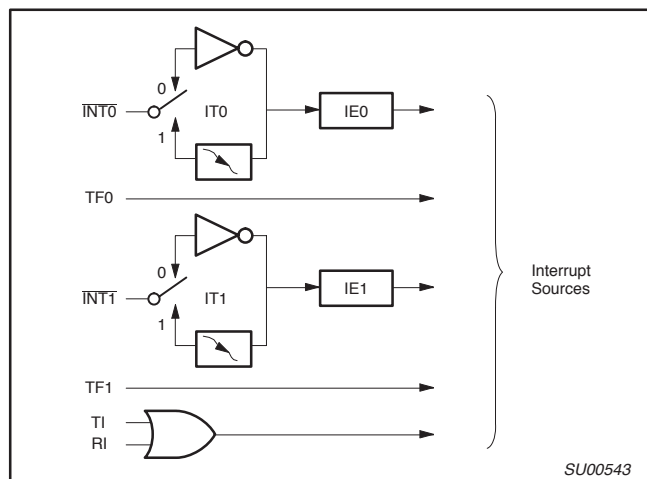 0
INT0
IT0
IE0
1
TF0
0
INT1
IT1
IE1
1
Interrupt
Sources
TF1
TI
RI
SU00543